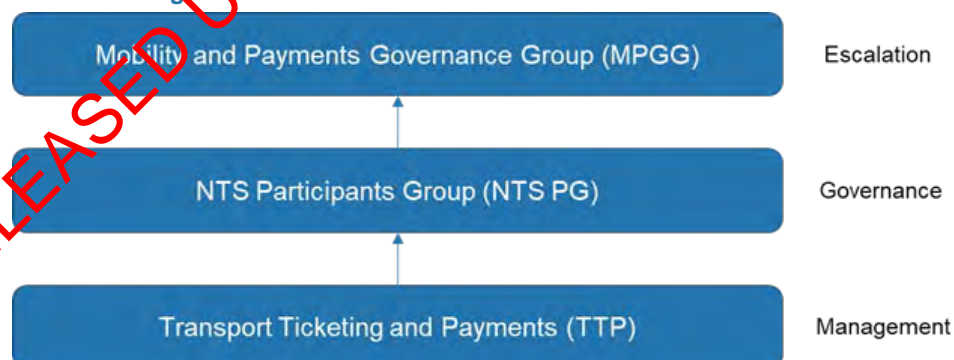 Mobility and Payments Governance Group (MPGG)
Escalation
NTS Participants Group (NTS PG)
Governance
Transport Ticketing and Payments (TTP)
Management
LEASED U